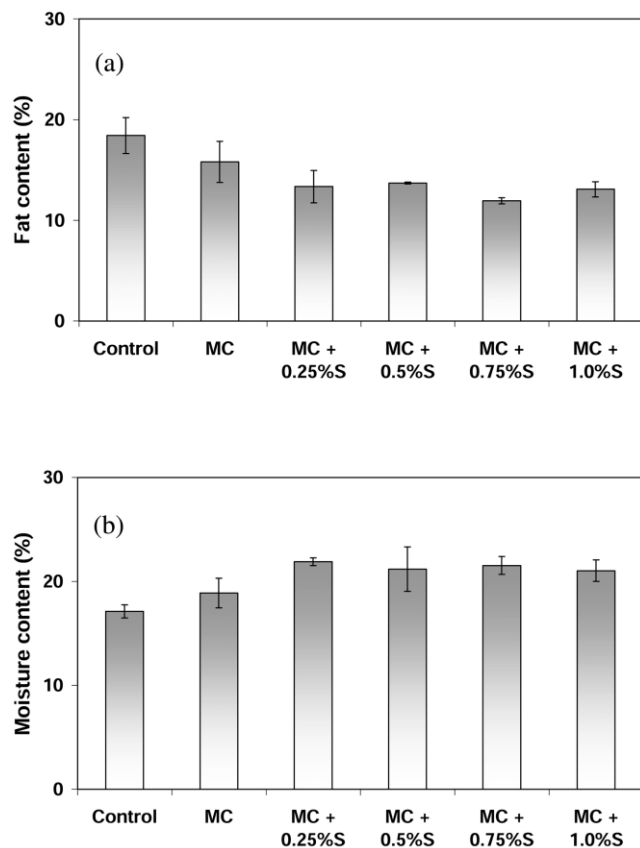 30
(a)
20
Fat content (%)
10
0
Control MC MC + MC + MC + MC +
0.25%S 0.5%S 0.75%S 1.0%S
30
(b)
20
Moisture content (%)
10
0
Control MC MC + MC + MC + MC +
0.25%S 0.5%S 0.75%S 1.0%S